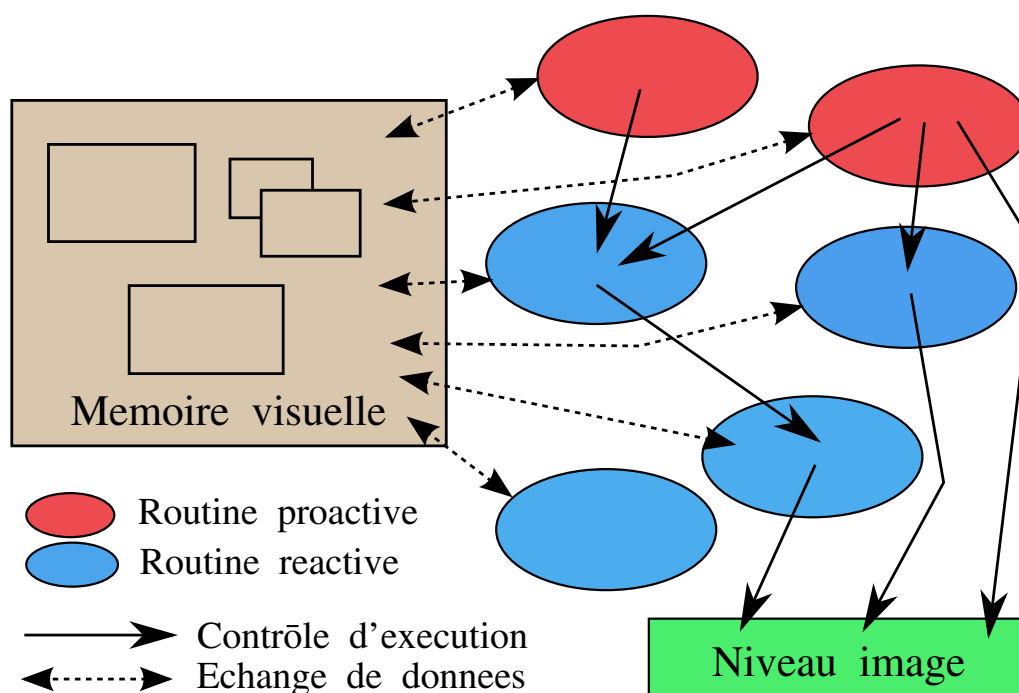 Memoire visuelle
Routine proactive
Routine reactive
Contrōle d'execution
Echange de donnees
Niveau image